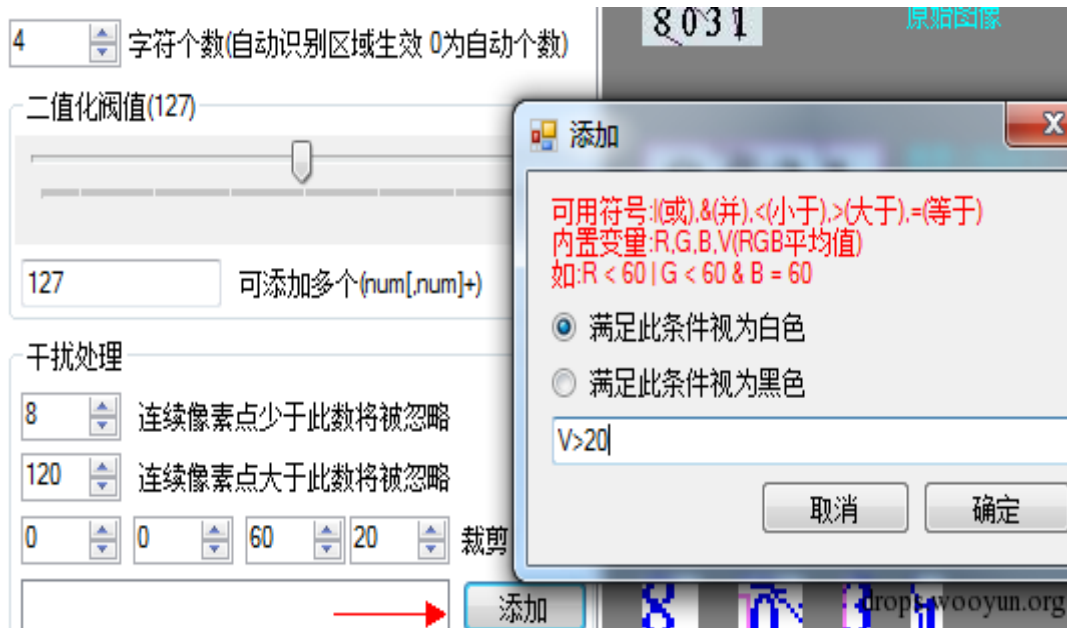 4
字符个数(自动识别区域生效 0为自动个数)
二值化阀值(127)
127
可添加多个(num[,num]+)
干扰处理
8
连续像素点少于此数将被忽略
120
连续像素点大于此数将被忽略
0
0
60
20
裁剪
添加
8031
原始图像
添加
可用符号:|(或),&(并),<(小于),>(大于),=(等于)
内置变量:R,G,B,V(RGB平均值)
如:R < 60 | G < 60 & B = 60
满足此条件视为白色
满足此条件视为黑色
V>20
取消
确定
drops.wooyun.org